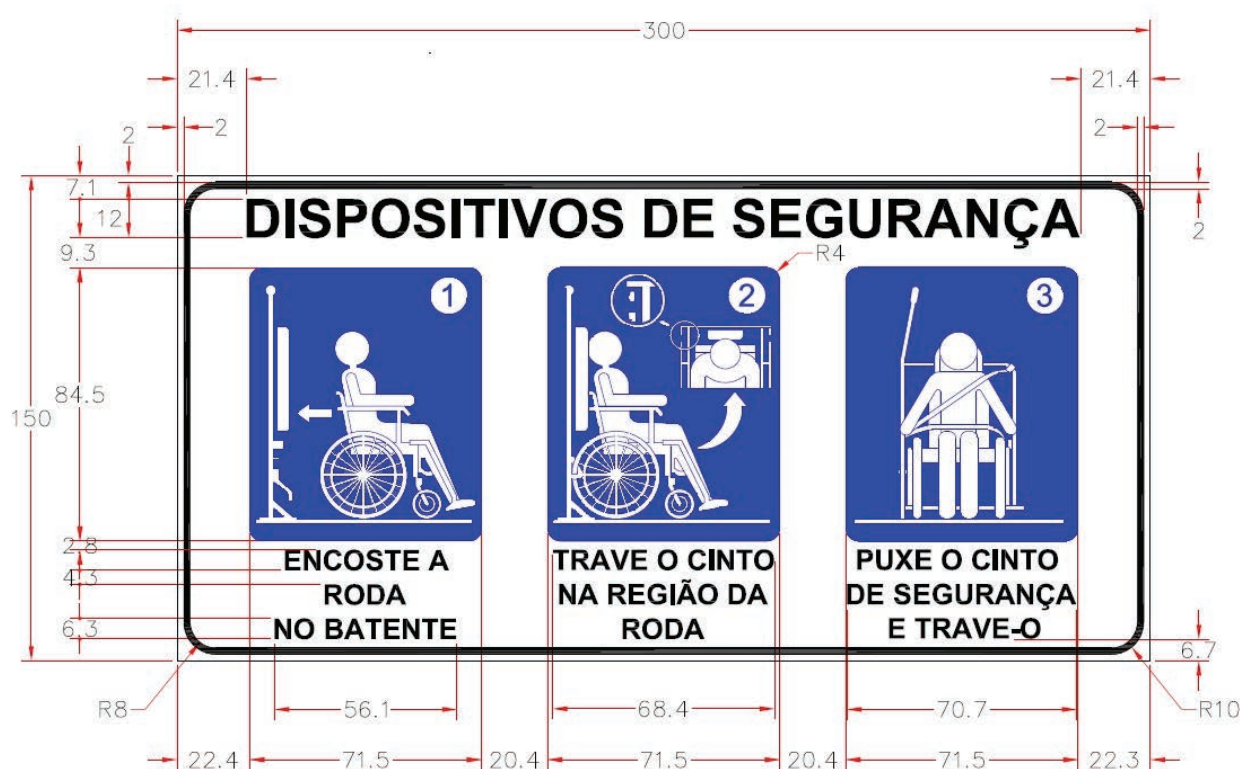 300
21.4 21.4
2 2 2
7.1
12 2
9.3
DISPOSITIVOS DE SEGURANÇA
R4
1 2 3
84.5
150
2.8
4.3
6.3
ENCOSTE A
RODA
NO BATENTE
TRAVE O CINTO
NA REGIÃO DA
RODA
PUXE O CINTO
DE SEGURANÇA
E TRAVE-O
6.7
R8 56.1 68.4 70.7 R10
22.4 71.5 20.4 71.5 20.4 71.5 22.3